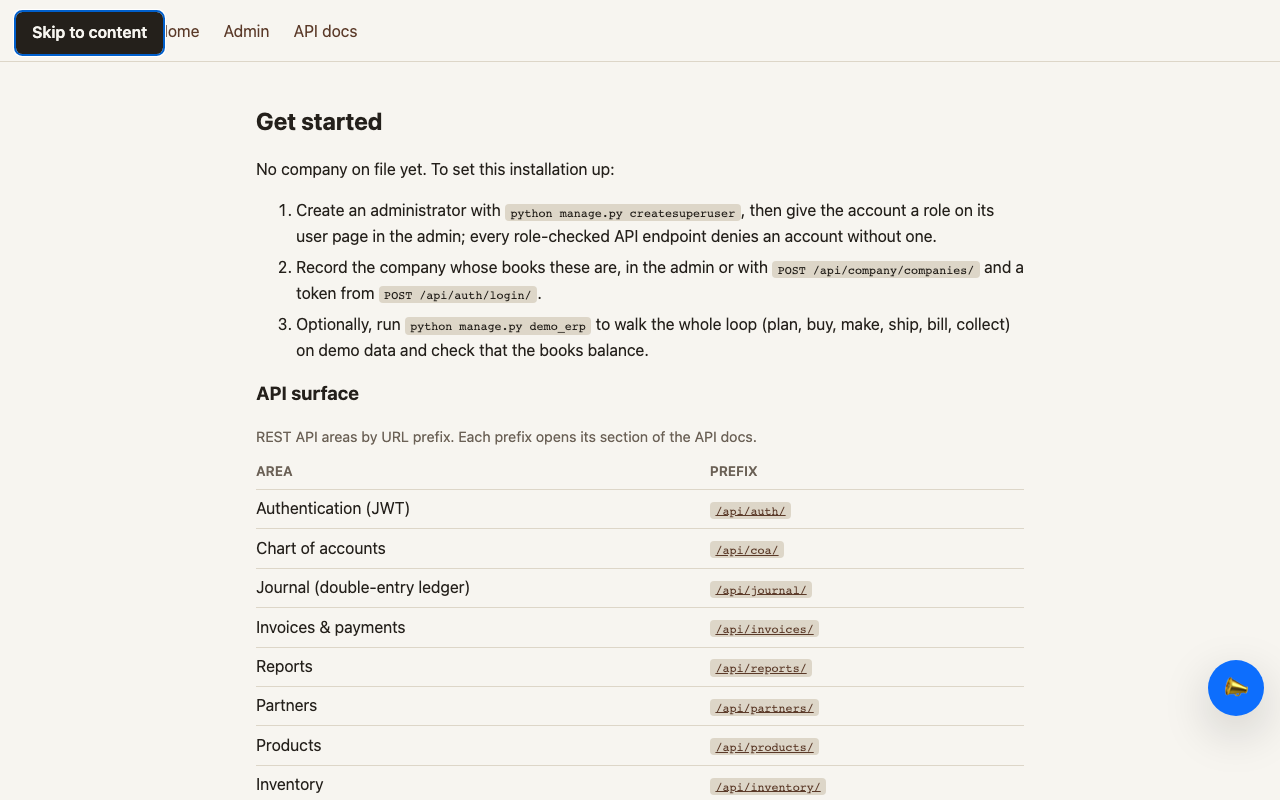 Skip to content
ome Admin API docs
Get started
No company on file yet. To set this installation up:
1. Create an administrator with python manage.py createsuperuser, then give the account a role on its
user page in the admin; every role-checked API endpoint denies an account without one.
2. Record the company whose books these are, in the admin or with POST /api/company/companies/ and a
token from POST /api/auth/login/.
3. Optionally, run python manage.py demo_erp to walk the whole loop (plan, buy, make, ship, bill, collect)
on demo data and check that the books balance.
API surface
REST API areas by URL prefix. Each prefix opens its section of the API docs.
AREA PREFIX
Authentication (JWT) /api/auth/
Chart of accounts /api/coa/
Journal (double-entry ledger) /api/journal/
Invoices & payments /api/invoices/
Reports /api/reports/
Partners /api/partners/
Products /api/products/
Inventory /api/inventory/